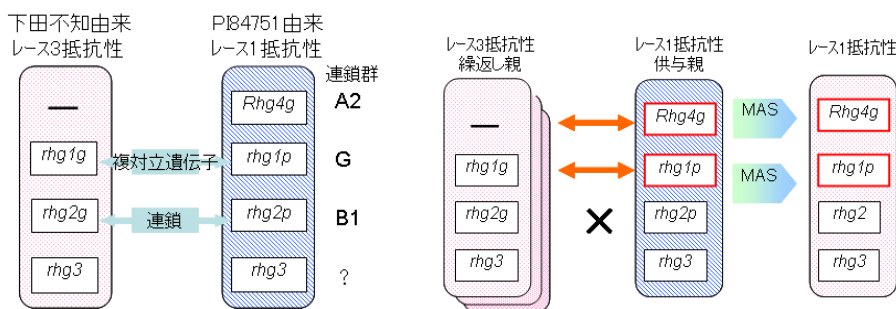 下田不知由来
レース3抵抗性
PI84751由来
レース1抵抗性
連鎖群
―
Rhg4g
A2
rhg1g
複対立遺伝子
rhg1p
G
rhg2g
連鎖
rhg2p
B1
rhg3
rhg3
?
レース3抵抗性
繰返し親
レース1抵抗性
供与親
レース1抵抗性
―
Rhg4g
MAS
Rhg4g
rhg1g
rhg1p
MAS
rhg1p
rhg2g
×
rhg2p
rhg2
rhg3
rhg3
rhg3